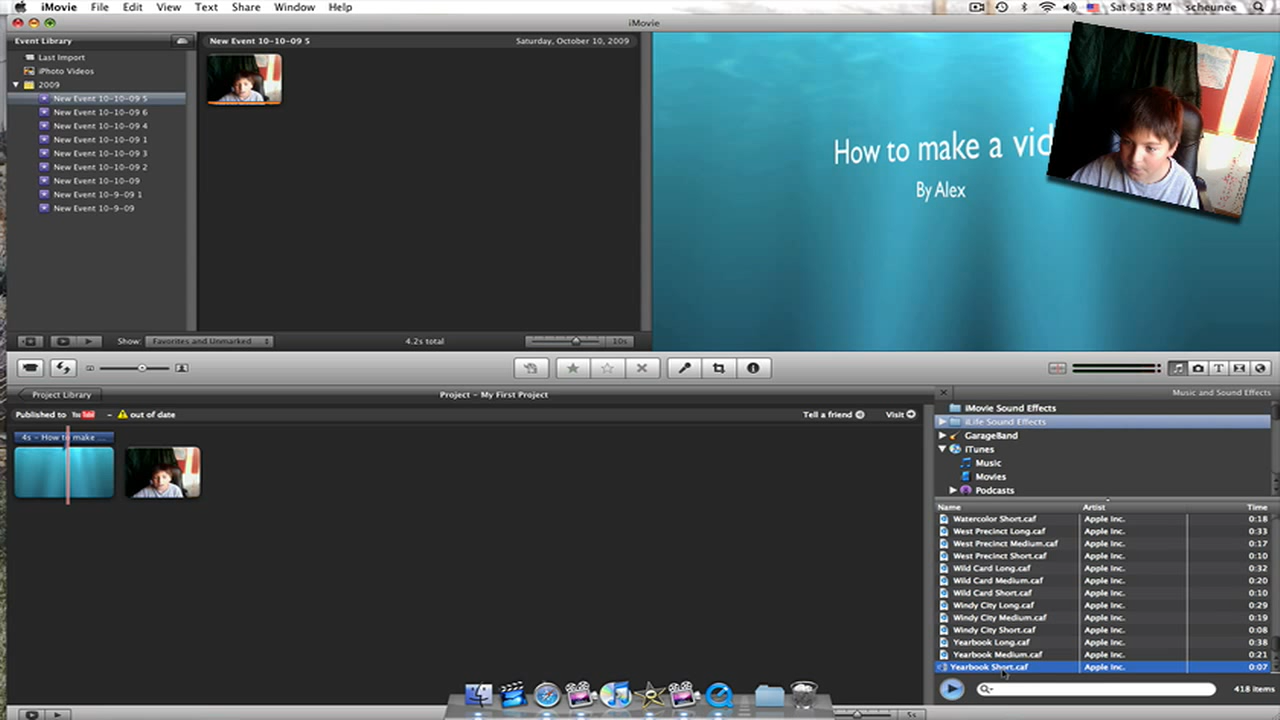 iMovie File Edit View Text Share Window Help Sat 5:18 PM scheunee
iMovie
Event Library
New Event 10-10-09 5 Saturday, October 10, 2009
Last Import
iPhoto Videos
2009
New Event 10-10-09 5
New Event 10-10-09 6
New Event 10-10-09 4
New Event 10-10-09 1
New Event 10-10-09 3
New Event 10-10-09 2
New Event 10-10-09
New Event 10-9-09 1
New Event 10-9-09
How to make a vid
By Alex
Show: Favorites and Unmarked 4.2s total 10s
Project Library Project - My First Project Music and Sound Effects
Published to YouTube - out of date Tell a friend Visit
4s - How to make ...
iMovie Sound Effects
iLife Sound Effects
GarageBand
iTunes
Music
Movies
Podcasts
Name Artist Time
Watercolor Short.caf Apple Inc. 0:18
West Precinct Long.caf Apple Inc. 0:33
West Precinct Medium.caf Apple Inc. 0:17
West Precinct Short.caf Apple Inc. 0:10
Wild Card Long.caf Apple Inc. 0:32
Wild Card Medium.caf Apple Inc. 0:20
Wild Card Short.caf Apple Inc. 0:10
Windy City Long.caf Apple Inc. 0:29
Windy City Medium.caf Apple Inc. 0:19
Windy City Short.caf Apple Inc. 0:08
Yearbook Long.caf Apple Inc. 0:38
Yearbook Medium.caf Apple Inc. 0:21
Yearbook Short.caf Apple Inc. 0:07
418 items
5s